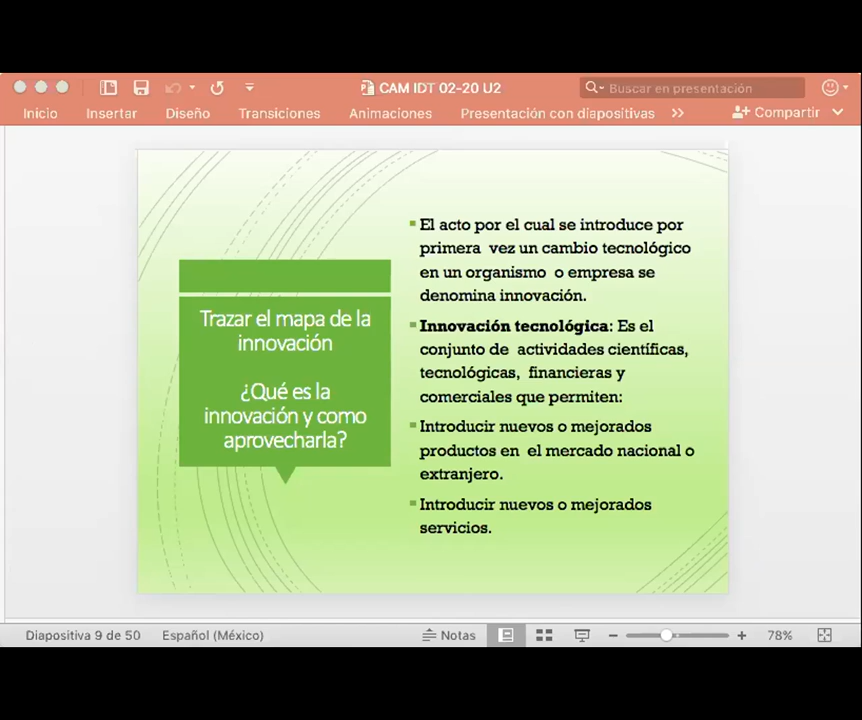 CAM IDT 02-20 U2
Buscar en presentación
Inicio
Insertar
Diseño
Transiciones
Animaciones
Presentación con diapositivas
Compartir
Trazar el mapa de la
innovación
¿Qué es la
innovación y como
aprovecharla?
El acto por el cual se introduce por
primera vez un cambio tecnológico
en un organismo o empresa se
denomina innovación.
Innovación tecnológica: Es el
conjunto de actividades científicas,
tecnológicas, financieras y
comerciales que permiten:
Introducir nuevos o mejorados
productos en el mercado nacional o
extranjero.
Introducir nuevos o mejorados
servicios.
Diapositiva 9 de 50
Español (México)
Notas
78%